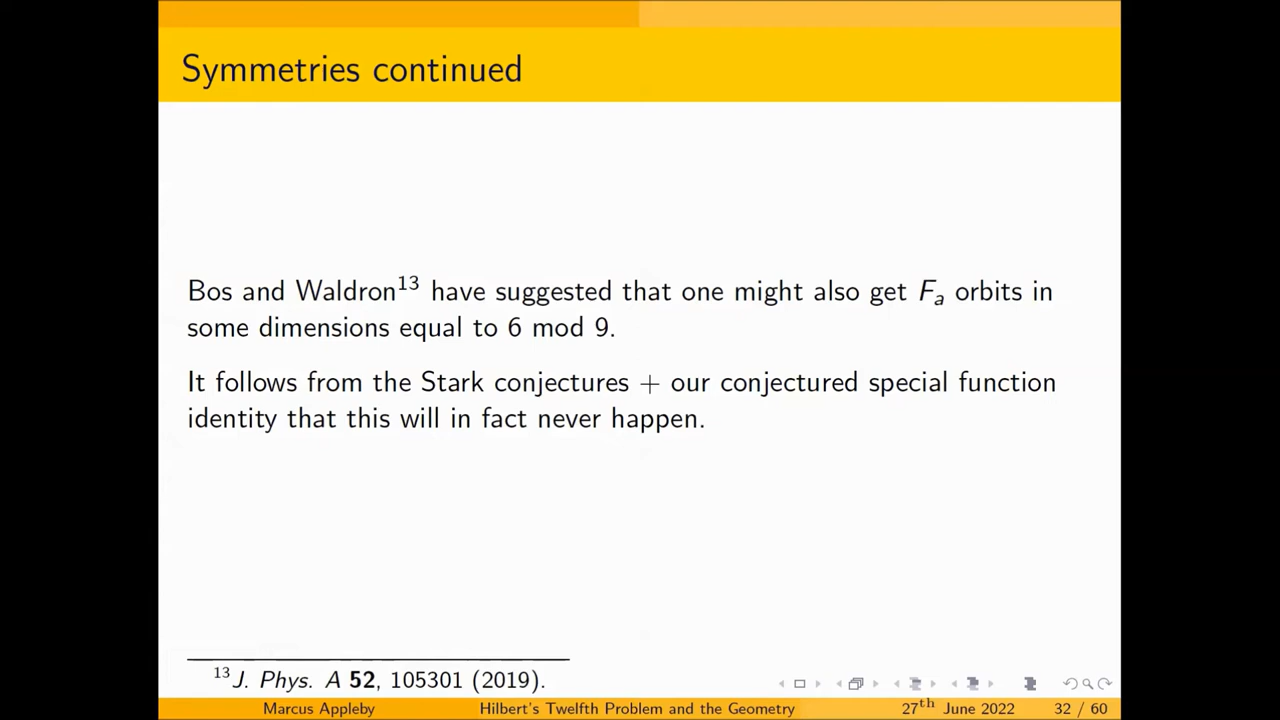 Symmetries continued
Bos and Waldron¹³ have suggested that one might also get Fₐ orbits in
some dimensions equal to 6 mod 9.
It follows from the Stark conjectures + our conjectured special function
identity that this will in fact never happen.
¹³J. Phys. A 52, 105301 (2019).
Marcus Appleby Hilbert's Twelfth Problem and the Geometry 27th June 2022 32 / 60